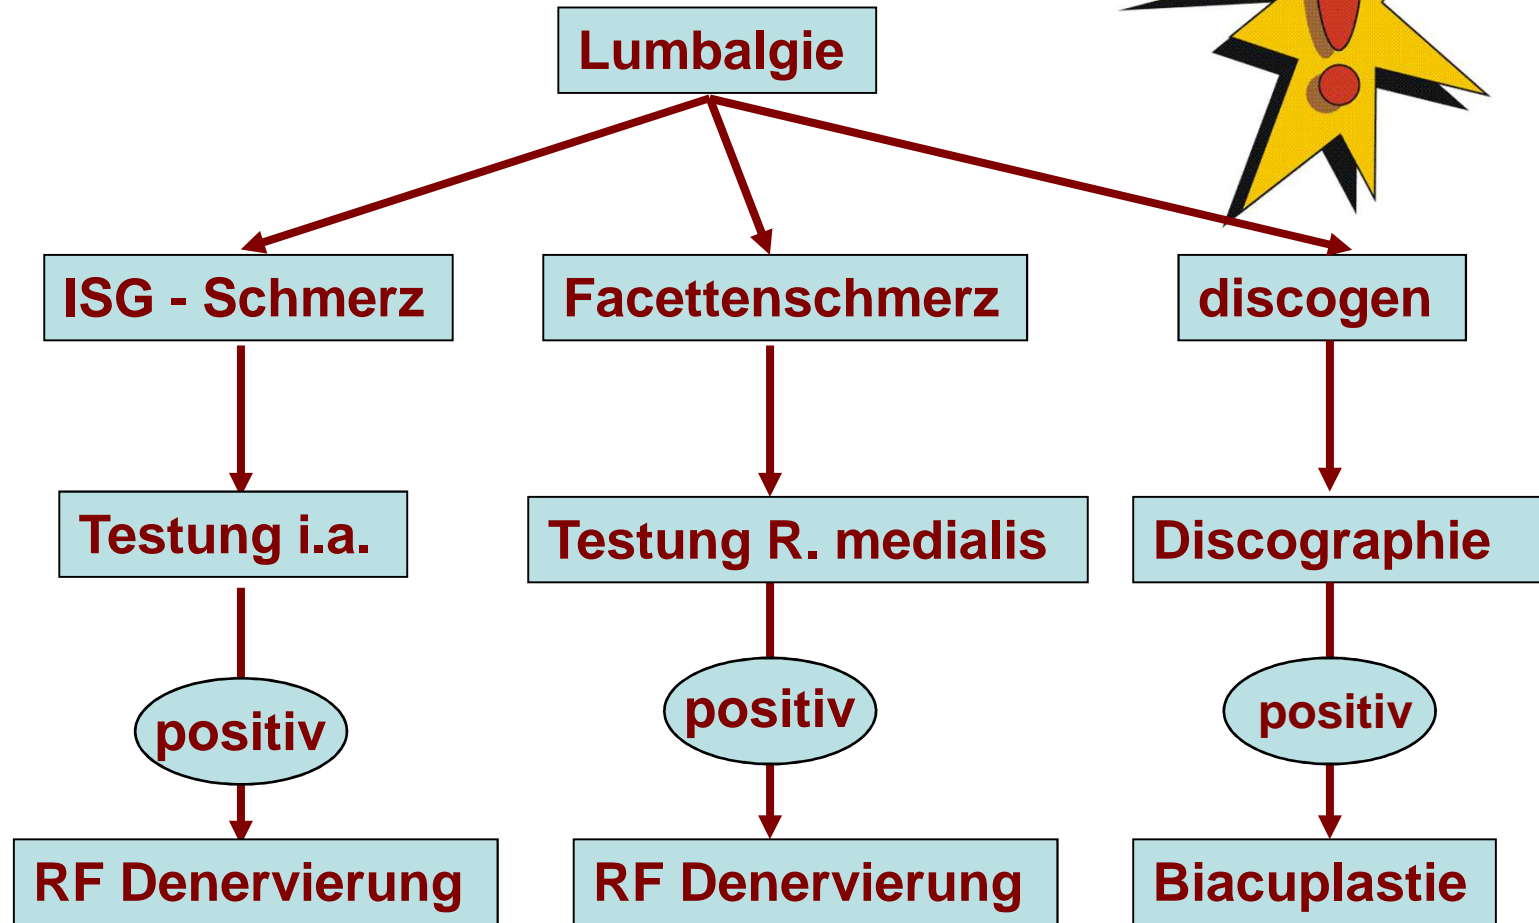 Lumbalgie
ISG - Schmerz
Facettenschmerz
discogen
Testung i.a.
Testung R. medialis
Discographie
positiv
positiv
positiv
RF Denervierung
RF Denervierung
Biacuplastie